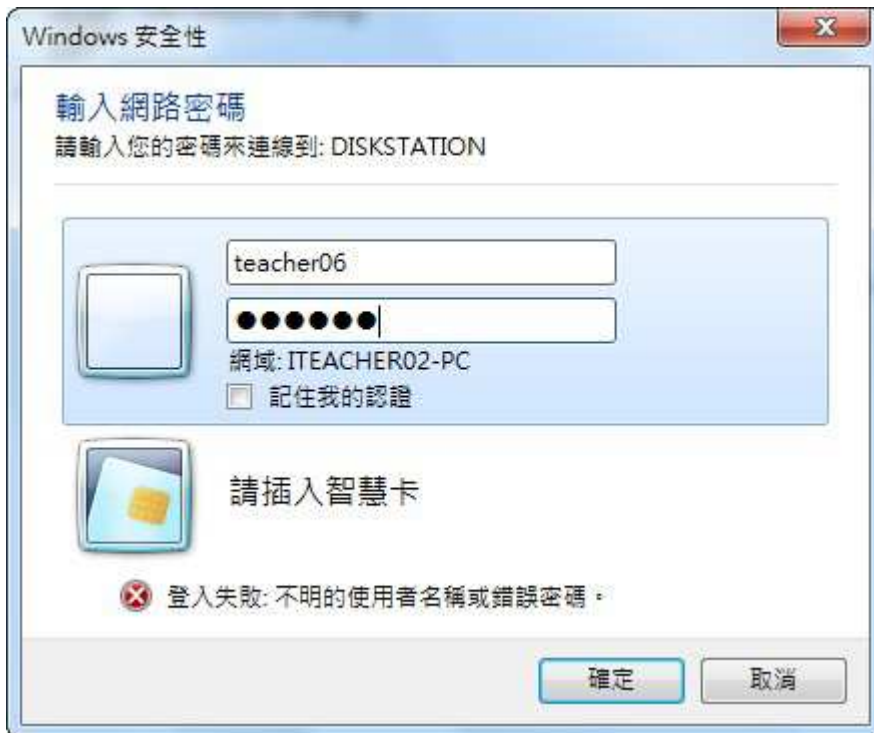 Windows 安全性
輸入網路密碼
請輸入您的密碼來連線到: DISKSTATION
teacher06
●●●●●●
網域: ITEACHER02-PC
記住我的認證
請插入智慧卡
登入失敗: 不明的使用者名稱或錯誤密碼。
確定
取消